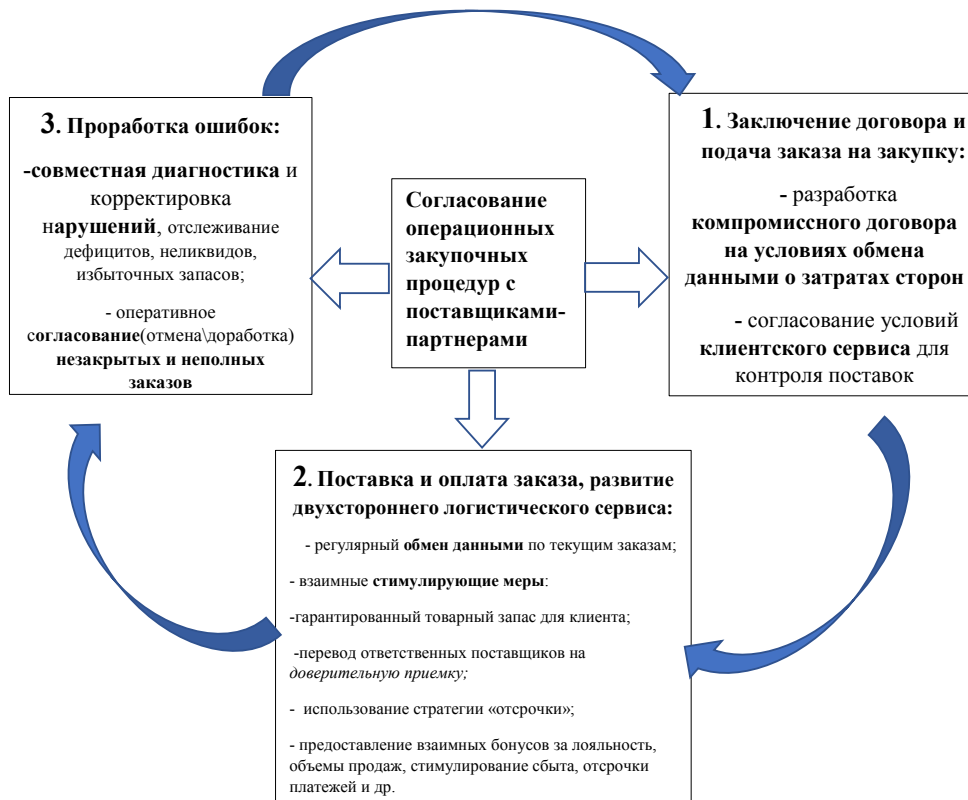 3. Проработка ошибок:
-совместная диагностика и
корректировка
нарушений, отслеживание
дефицитов, неликвидов,
избыточных запасов;
- оперативное
согласование(отмена\доработка)
незакрытых и неполных
заказов
Согласование
операционных
закупочных
процедур с
поставщиками-
партнерами
1. Заключение договора и
подача заказа на закупку:
- разработка
компромиссного договора
на условиях обмена
данными о затратах сторон
- согласование условий
клиентского сервиса для
контроля поставок
2. Поставка и оплата заказа, развитие
двухстороннего логистического сервиса:
- регулярный обмен данными по текущим заказам;
- взаимные стимулирующие меры:
-гарантированный товарный запас для клиента;
-перевод ответственных поставщиков на
доверительную приемку;
- использование стратегии «отсрочки»;
- предоставление взаимных бонусов за лояльность,
объемы продаж, стимулирование сбыта, отсрочки
платежей и др.